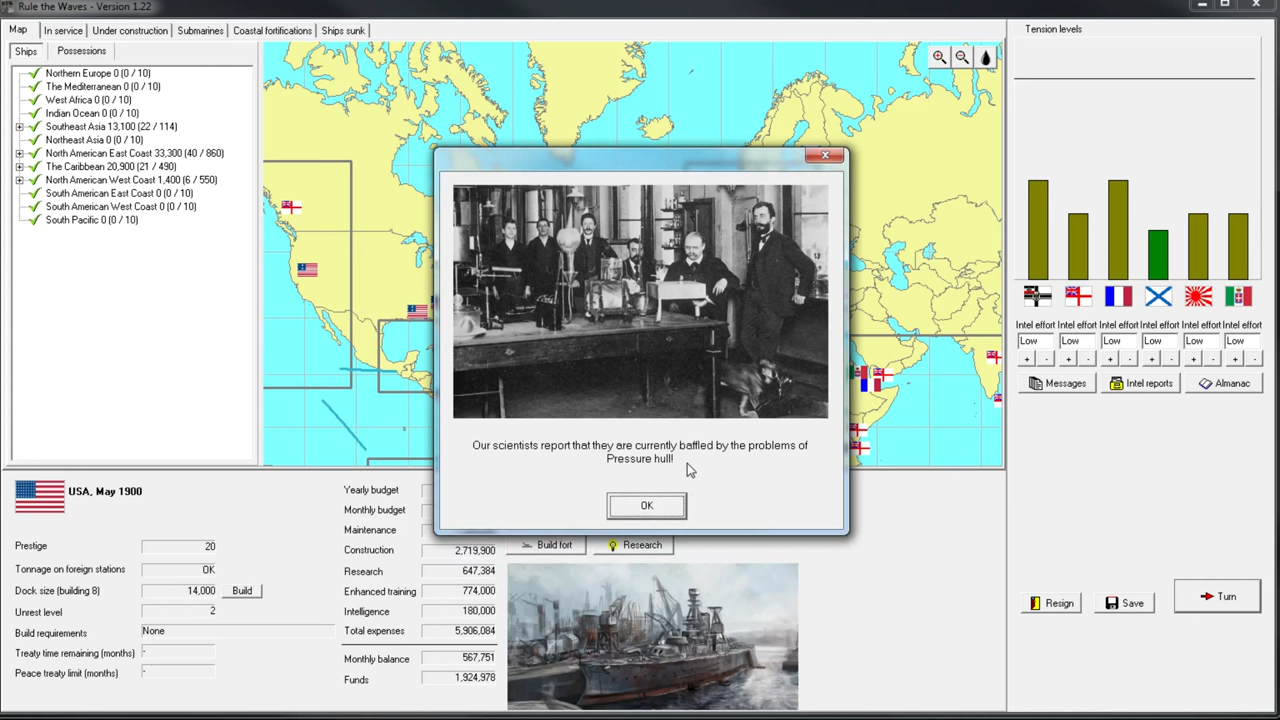 Rule the Waves - Version 1.22
Map In service Under construction Submarines Coastal fortifications Ships sunk
Ships Possessions
Northern Europe 0 (0 / 10)
The Mediterranean 0 (0 / 10)
West Africa 0 (0 / 10)
Indian Ocean 0 (0 / 10)
Southeast Asia 13,100 (22 / 114)
Northeast Asia 0 (0 / 10)
North American East Coast 33,300 (40 / 860)
The Caribbean 20,900 (21 / 490)
North American West Coast 1,400 (6 / 550)
South American East Coast 0 (0 / 10)
South American West Coast 0 (0 / 10)
South Pacific 0 (0 / 10)
Our scientists report that they are currently baffled by the problems of
Pressure hull!
OK
Tension levels
Intel effort Intel effort Intel effort Intel effort Intel effort Intel effort
Low Low Low Low Low Low
+ - + - + - + - + - + -
Messages Intel reports Almanac
USA, May 1900
Prestige 20
Tonnage on foreign stations OK
Dock size (building 8) 14,000 Build
Unrest level 2
Build requirements None
Treaty time remaining (months) -
Peace treaty limit (months) -
Yearly budget
Monthly budget
Maintenance
Construction 2,719,900
Research 647,384
Enhanced training 774,000
Intelligence 180,000
Total expenses 5,906,084
Monthly balance 567,751
Funds 1,924,978
Build fort Research
Resign Save Turn